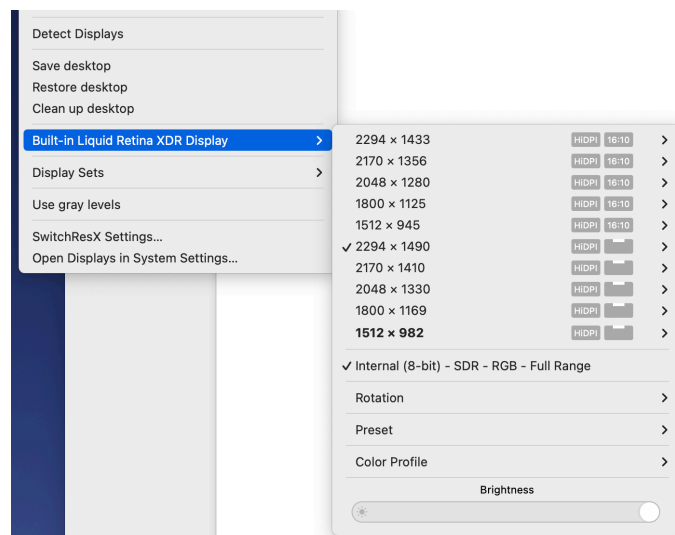 Detect Displays
Save desktop
Restore desktop
Clean up desktop
Built-in Liquid Retina XDR Display
Display Sets
Use gray levels
SwitchResX Settings...
Open Displays in System Settings...
2294 × 1433 HiDPI 16:10
2170 × 1356 HiDPI 16:10
2048 × 1280 HiDPI 16:10
1800 × 1125 HiDPI 16:10
1512 × 945 HiDPI 16:10
2294 × 1490 HiDPI
2170 × 1410 HiDPI
2048 × 1330 HiDPI
1800 × 1169 HiDPI
1512 × 982 HiDPI
Internal (8-bit) - SDR - RGB - Full Range
Rotation
Preset
Color Profile
Brightness